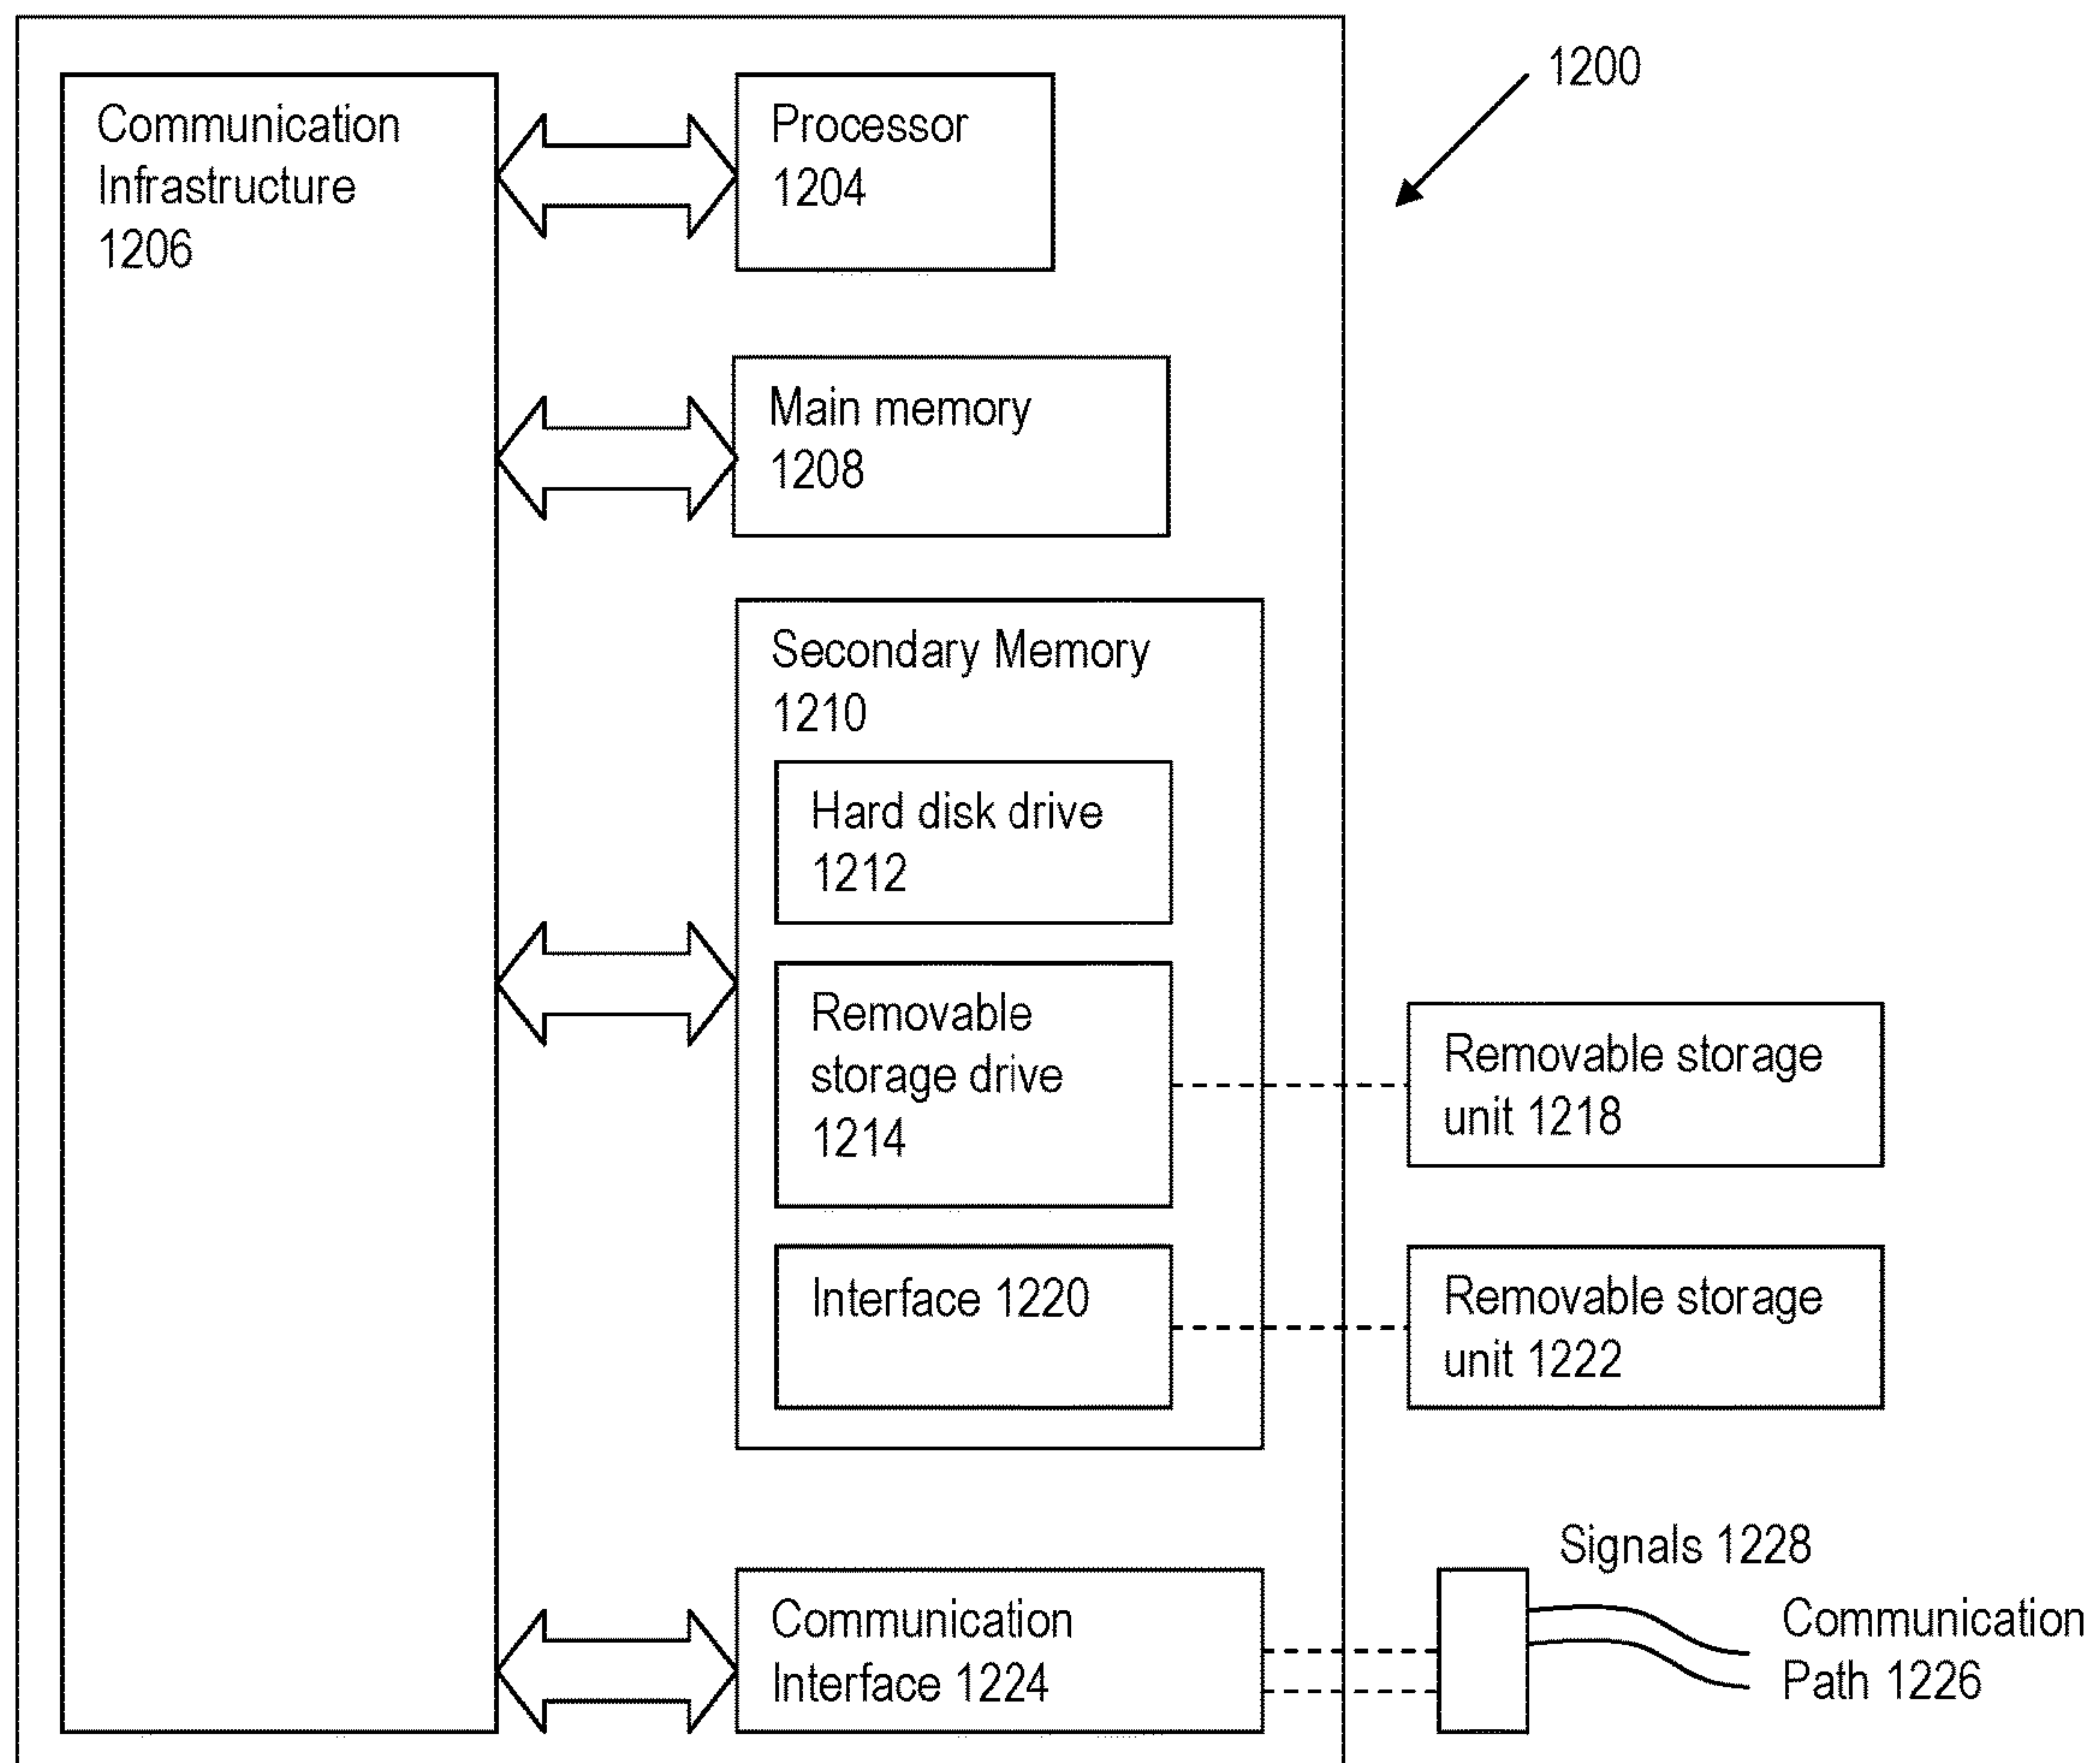 1200
Communication
Infrastructure
1206
Processor
1204
Main memory
1208
Secondary Memory
1210
Hard disk drive
1212
Removable
storage drive
1214
Removable storage
unit 1218
Interface 1220
Removable storage
unit 1222
Communication
Interface 1224
Signals 1228
Communication
Path 1226